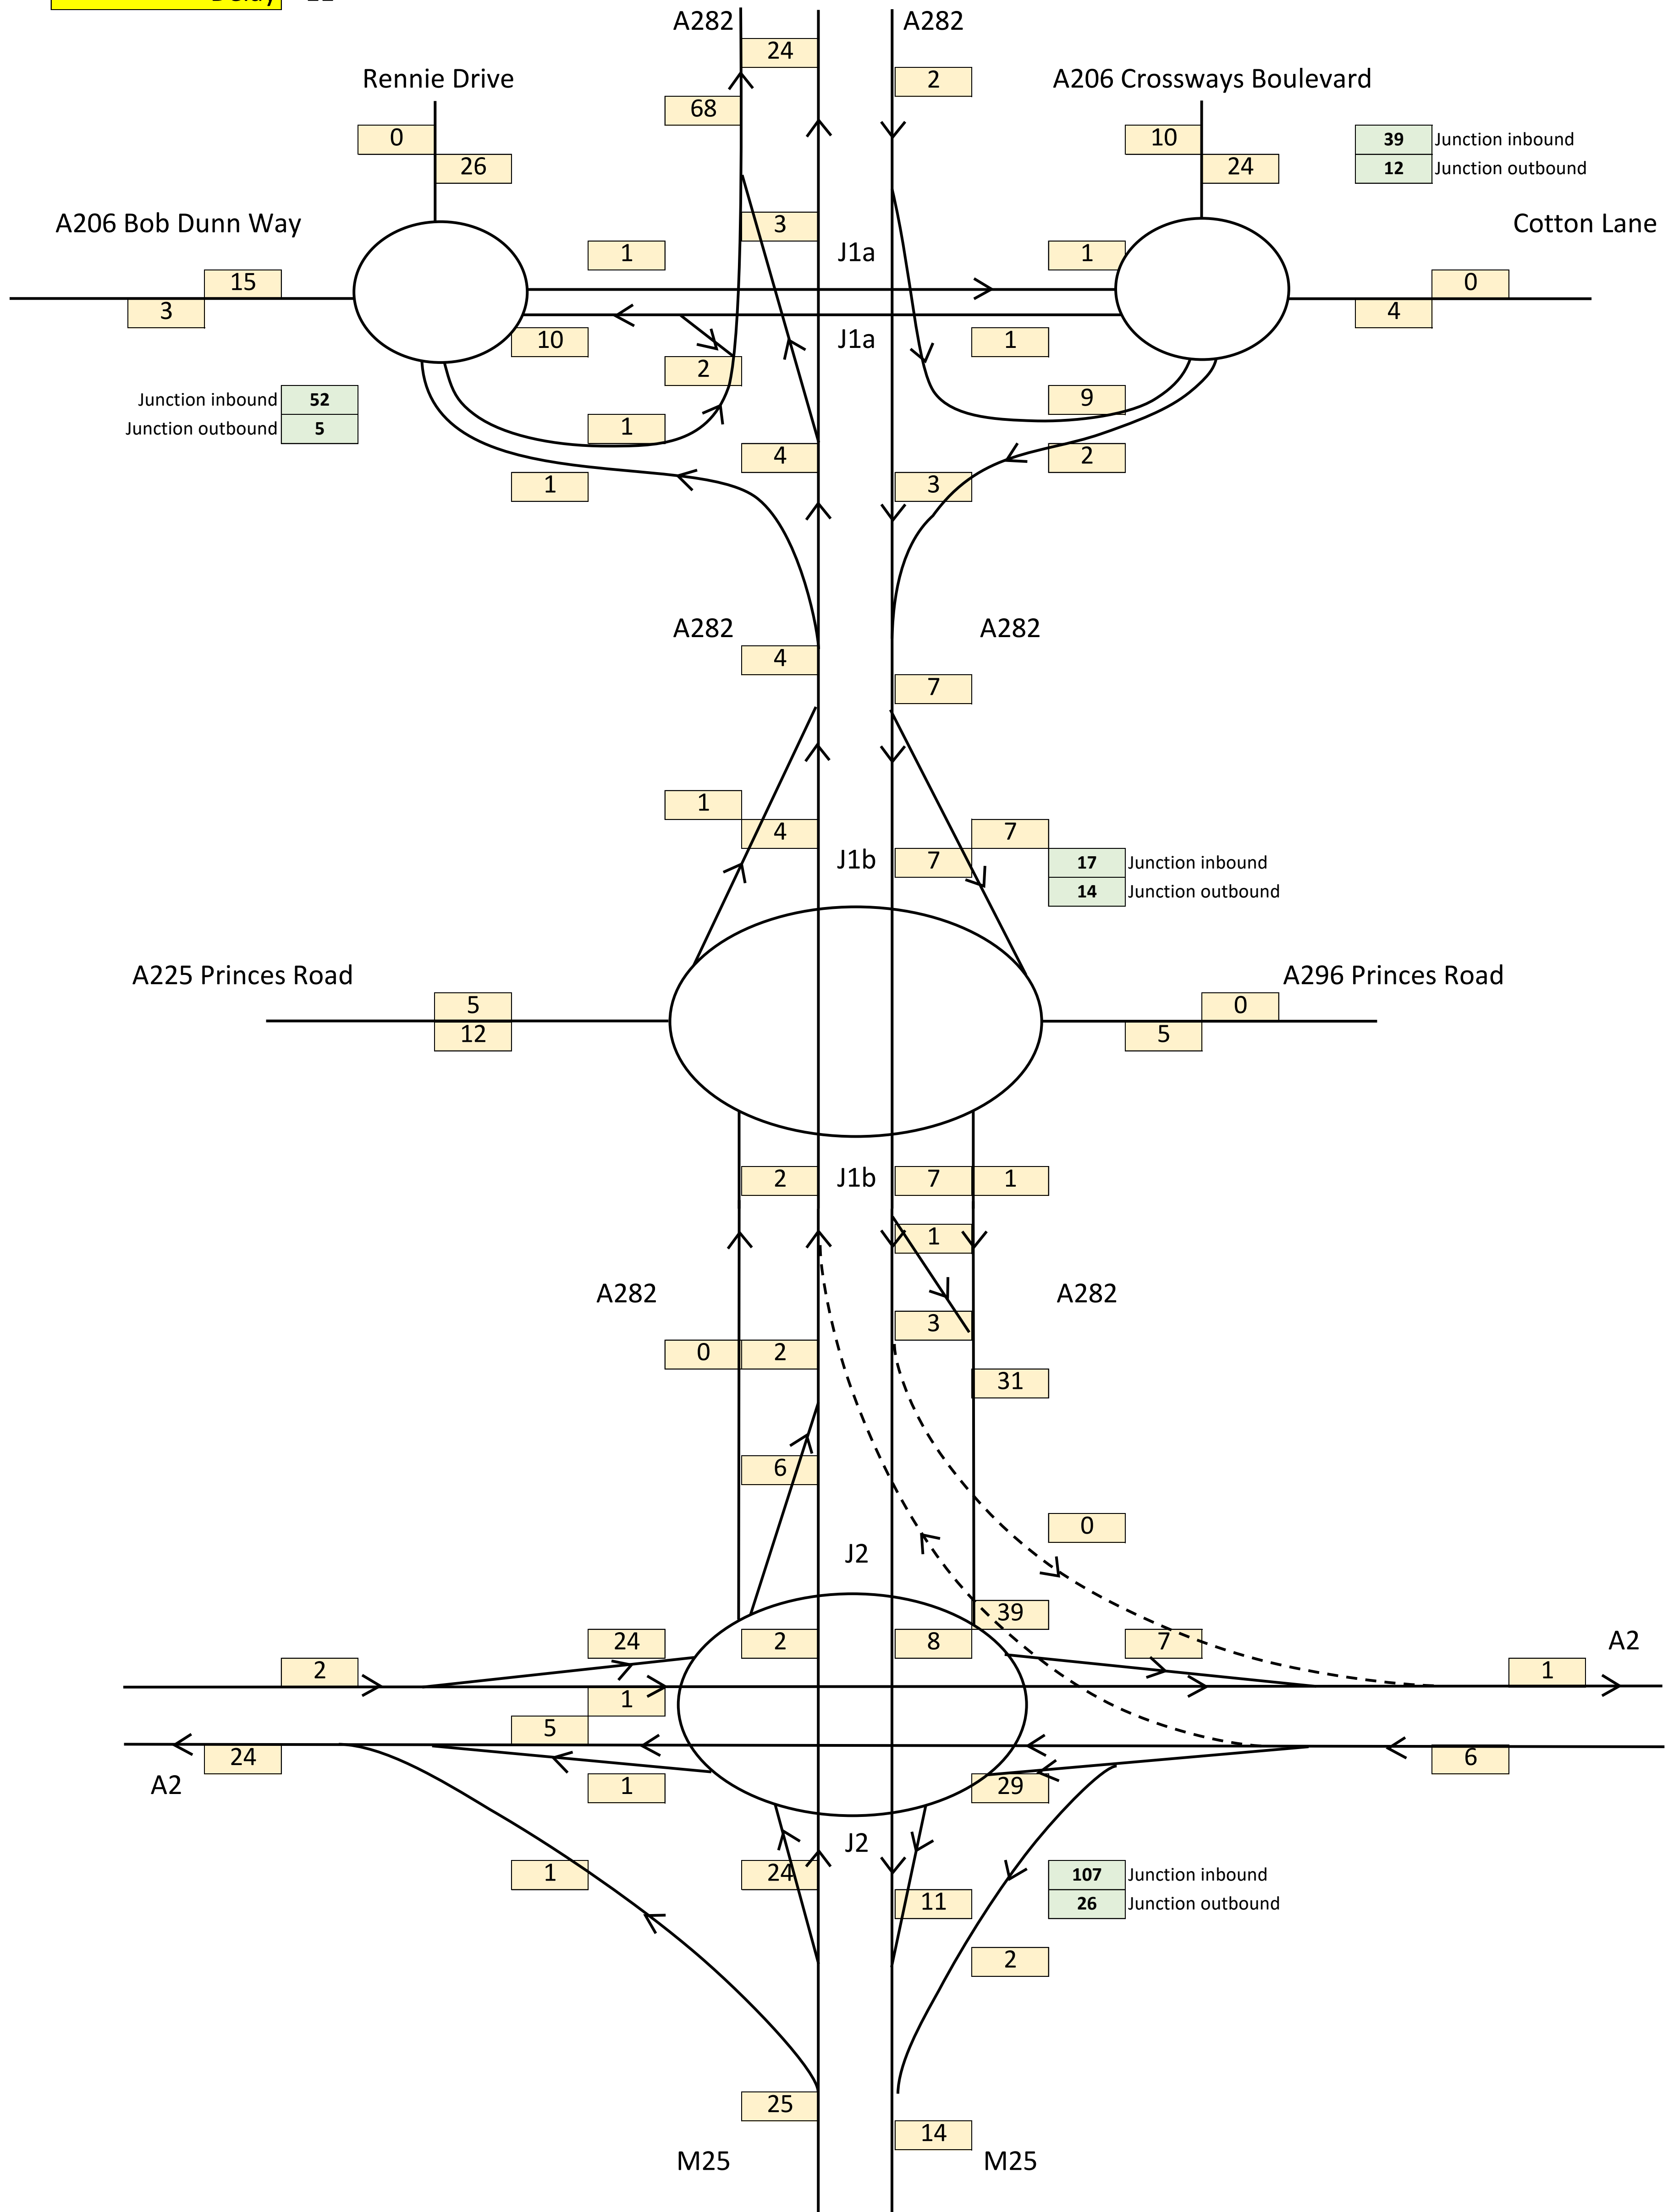 A282
A282
24
2
Rennie Drive
A206 Crossways Boulevard
68
0
10
39 Junction inbound
26
24
12 Junction outbound
A206 Bob Dunn Way
3
Cotton Lane
1
J1a
1
15
0
3
4
10
J1a
1
2
Junction inbound 52
9
Junction outbound 5
1
4
2
1
3
A282
A282
4
7
1
4
7
J1b
7
17 Junction inbound
14 Junction outbound
A225 Princes Road
A296 Princes Road
5
0
12
5
2
J1b
7
1
1
A282
A282
3
0
2
31
6
0
J2
39
24
2
8
7
A2
2
1
1
5
24
6
A2
1
29
J2
1
24
107 Junction inbound
11
26 Junction outbound
2
25
14
M25
M25